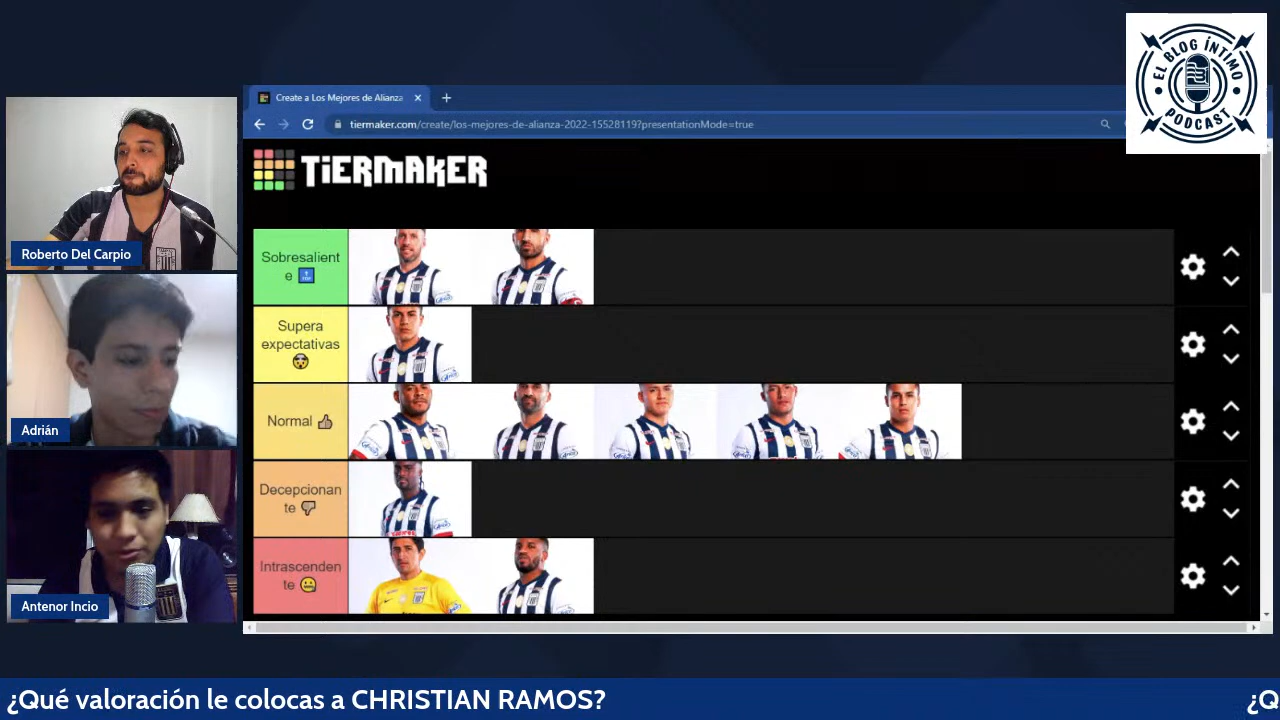 EL BLOG ÍNTIMO
PODCAST
Create a Los Mejores de Alianza
tiermaker.com/create/los-mejores-de-alianza-2022-15528119?presentationMode=true
TiERMAKER
Sobresalient
e
Supera
expectativas
Normal
Decepcionan
te
Intrascenden
te
Roberto Del Carpio
Adrián
Antenor Incio
¿Qué valoración le colocas a CHRISTIAN RAMOS?
¿Q